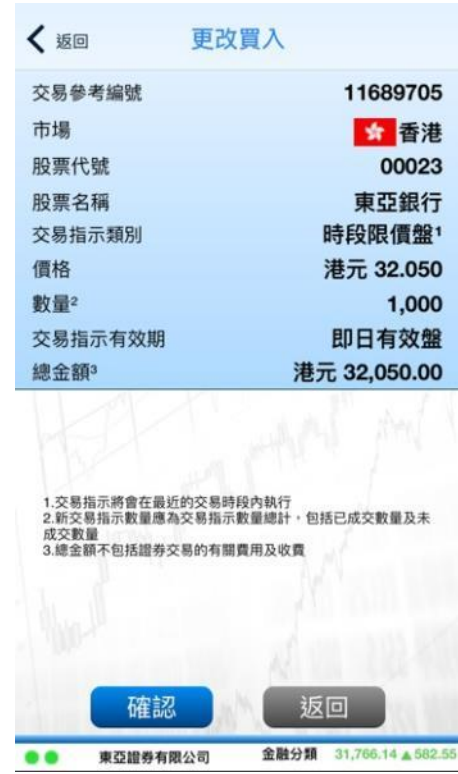 返回 更改買入
交易參考編號 11689705
市場 香港
股票代號 00023
股票名稱 東亞銀行
交易指示類別 時段限價盤¹
價格 港元 32.050
數量² 1,000
交易指示有效期 即日有效盤
總金額³ 港元 32,050.00
1.交易指示將會在最近的交易時段內執行
2.新交易指示數量應為交易指示數量總計，包括已成交數量及未
成交數量
3.總金額不包括證券交易的有關費用及收費
確認 返回
東亞證券有限公司 金融分類 31,766.14 ▲582.55